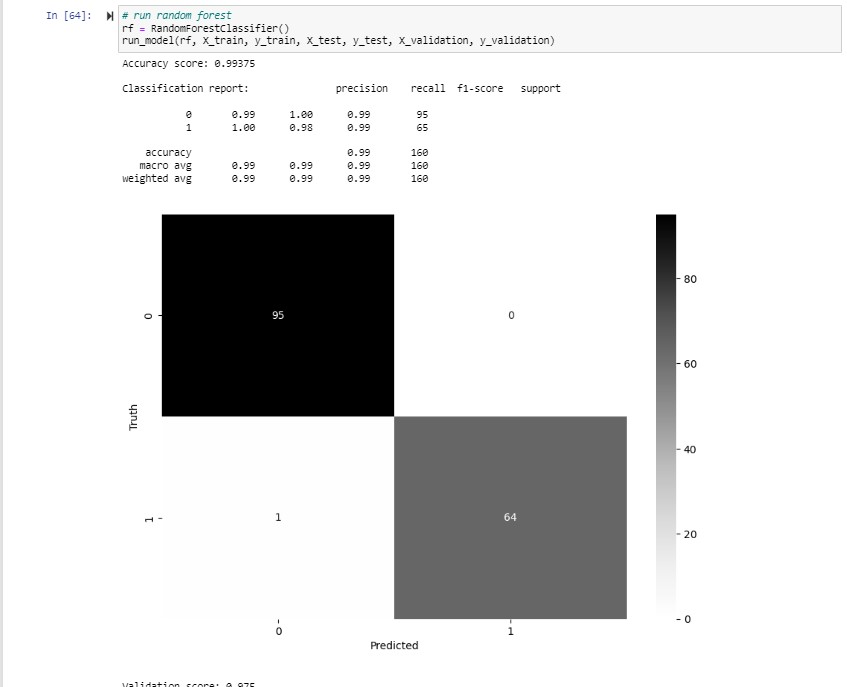 In [64]:
# run random forest
rf = RandomForestClassifier()
run_model(rf, X_train, y_train, X_test, y_test, X_validation, y_validation)
Accuracy score: 0.99375
Classification report: precision recall f1-score support
0 0.99 1.00 0.99 95
1 1.00 0.98 0.99 65
accuracy 0.99 160
macro avg 0.99 0.99 0.99 160
weighted avg 0.99 0.99 0.99 160
80
95
0
0
60
Truth
40
1
64
1
20
0
0
1
Predicted
Validation score: 0.975